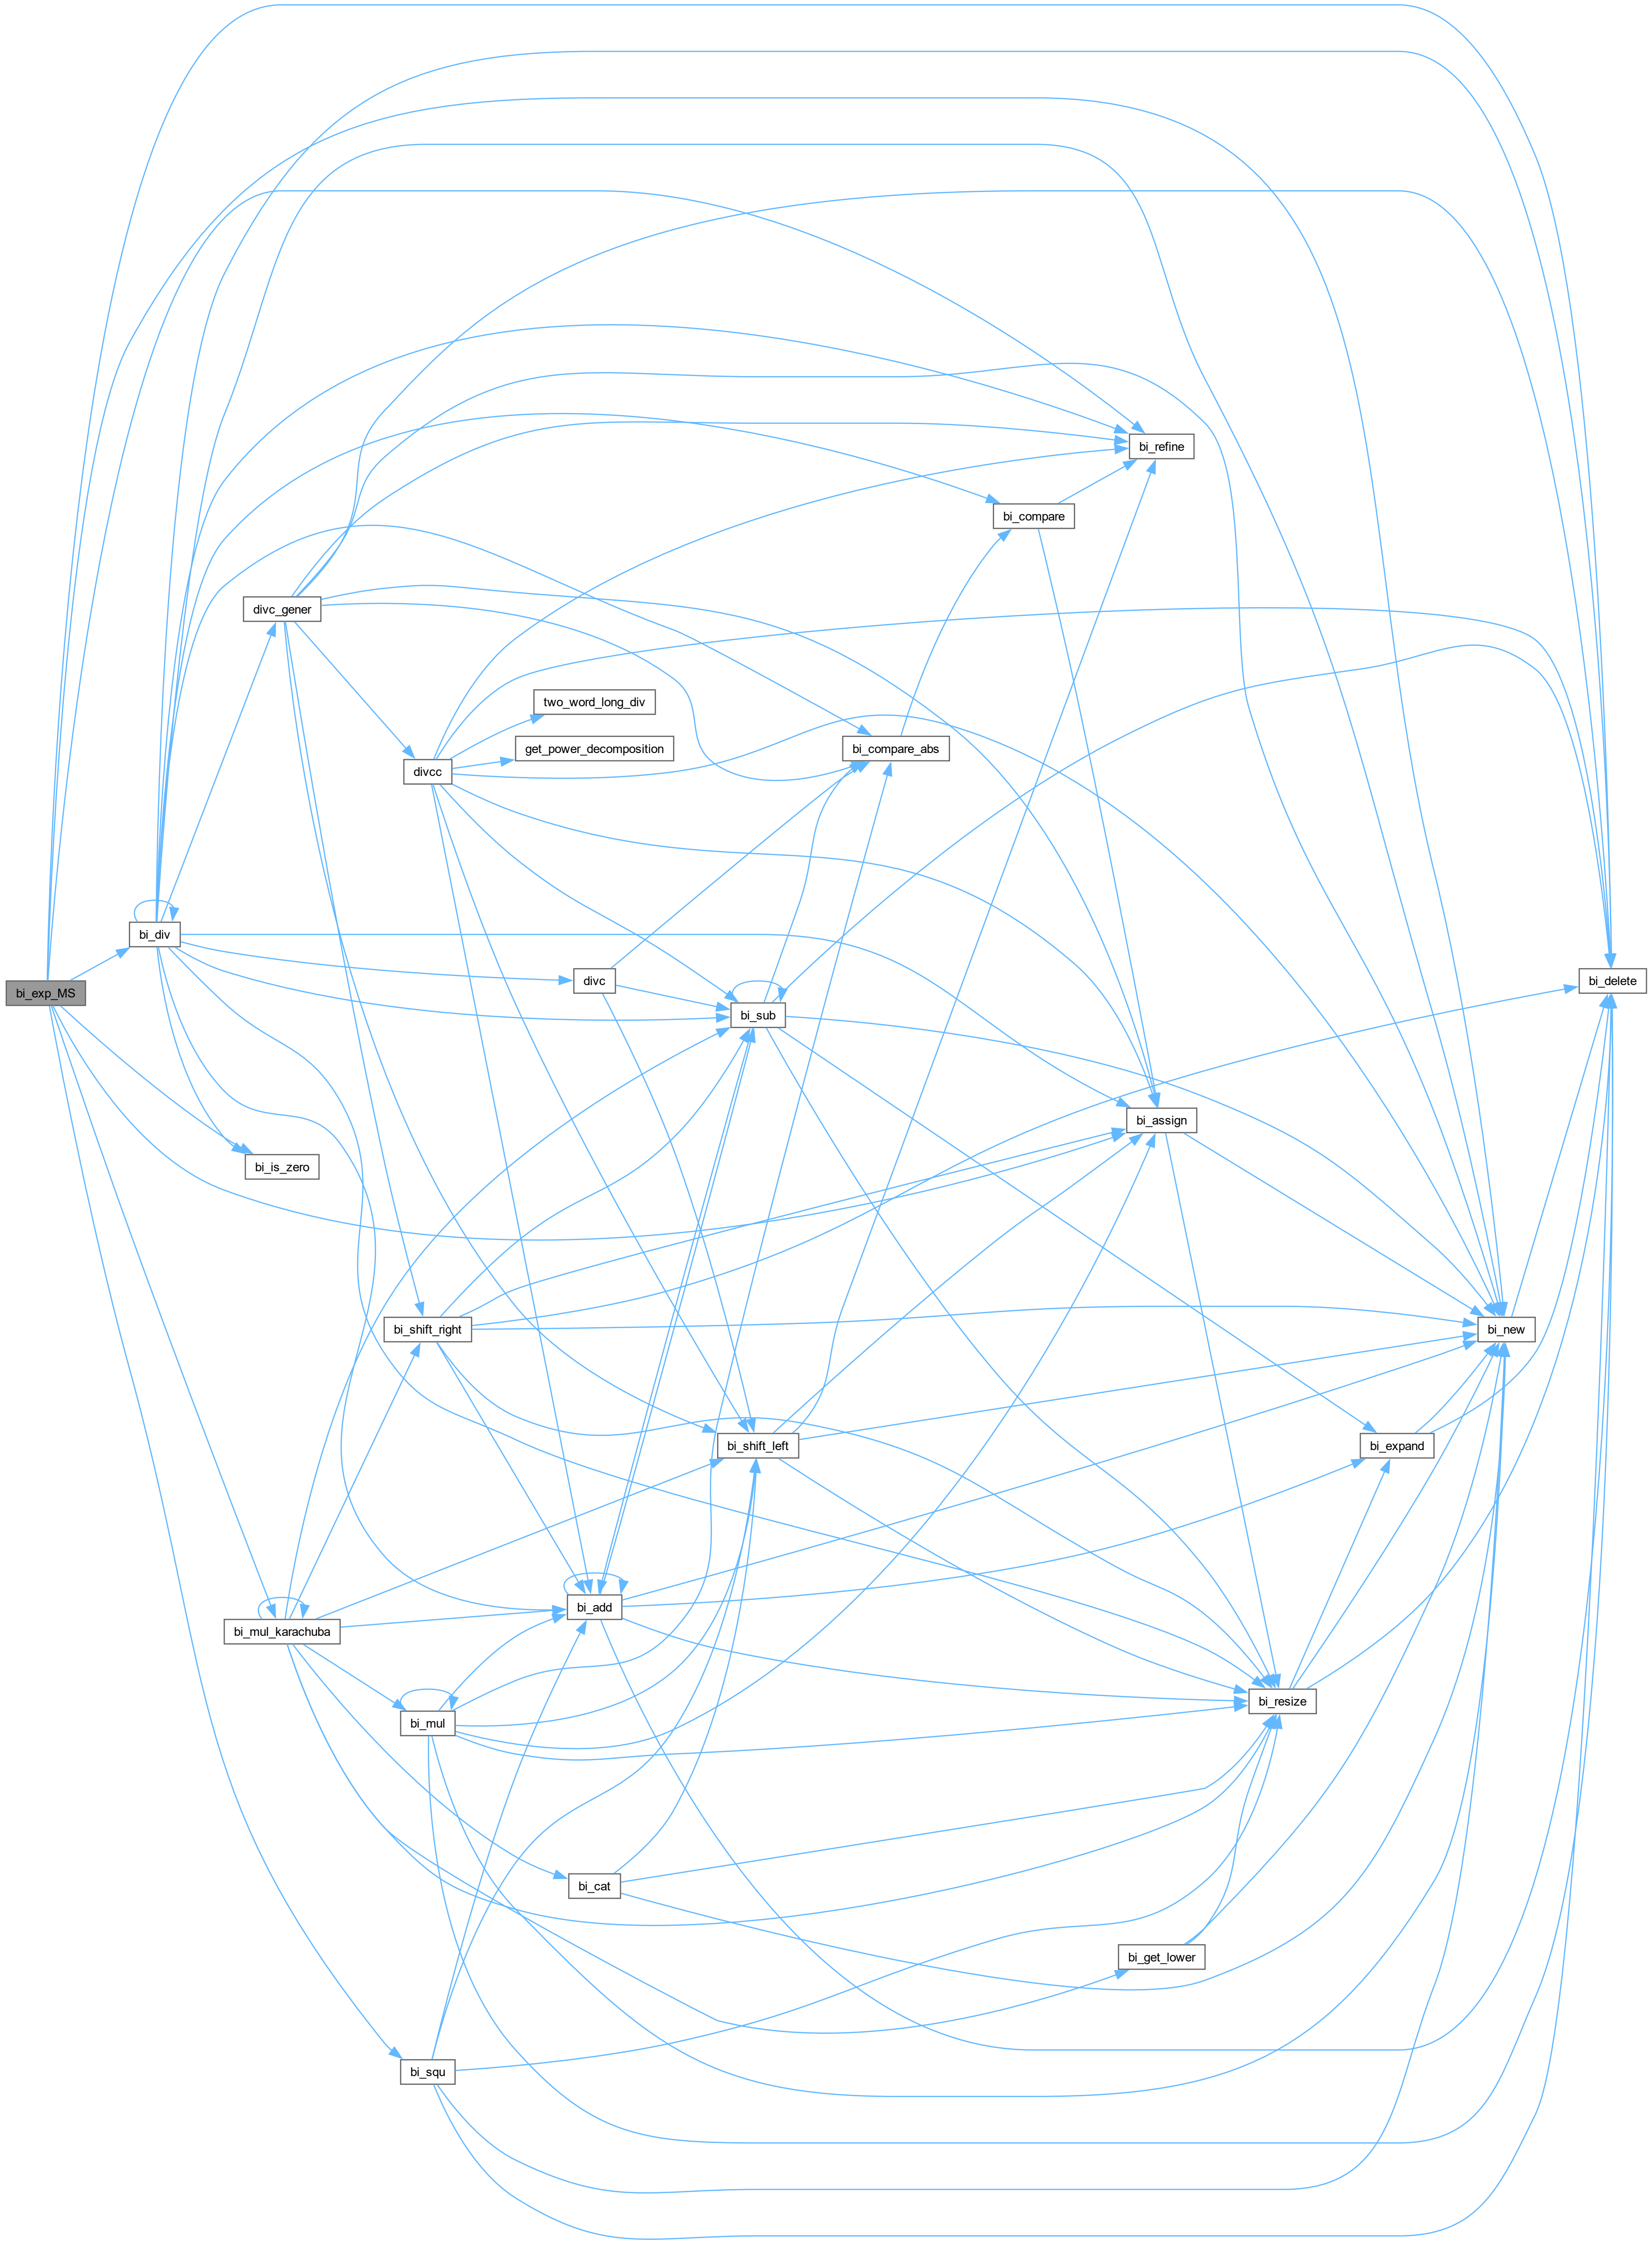 bi_refine
bi_compare
divc_gener
two_word_long_div
get_power_decomposition
bi_compare_abs
divcc
bi_div
divc
bi_delete
bi_exp_MS
bi_sub
bi_assign
bi_is_zero
bi_shift_right
bi_new
bi_shift_left
bi_expand
bi_add
bi_mul_karachuba
bi_resize
bi_mul
bi_cat
bi_get_lower
bi_squ